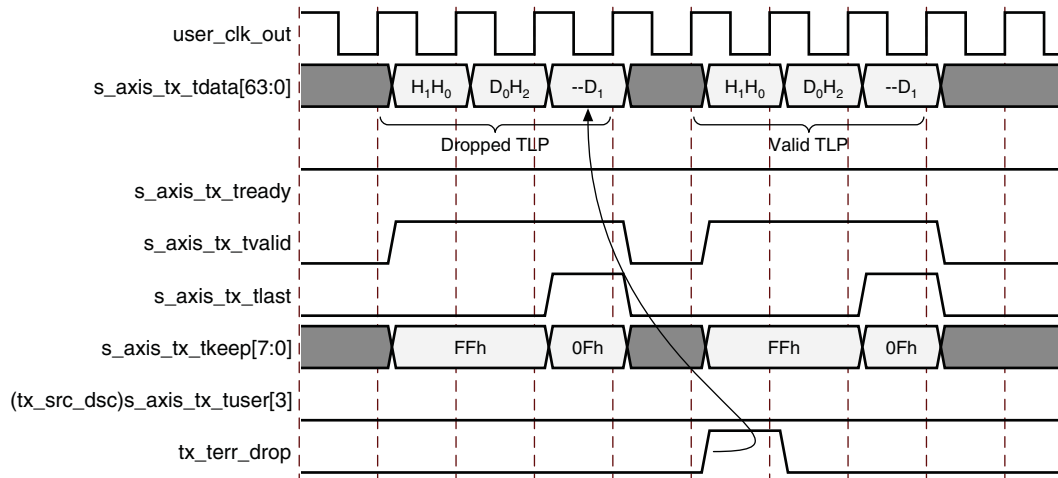 user_clk_out
s_axis_tx_tdata[63:0]
H1H0 D0H2 --D1 H1H0 D0H2 --D1
Dropped TLP Valid TLP
s_axis_tx_tready
s_axis_tx_tvalid
s_axis_tx_tlast
s_axis_tx_tkeep[7:0] FFh 0Fh FFh 0Fh
(tx_src_dsc)s_axis_tx_tuser[3]
tx_terr_drop